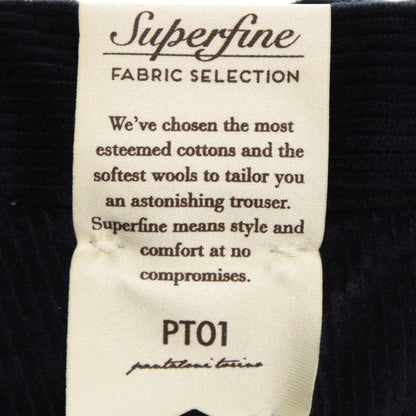 Superfine
FABRIC SELECTION
We've chosen the most
esteemed cottons and the
softest wools to tailor you
an astonishing trouser.
Superfine means style and
comfort at no
compromises.
PT01
pantaloni torino